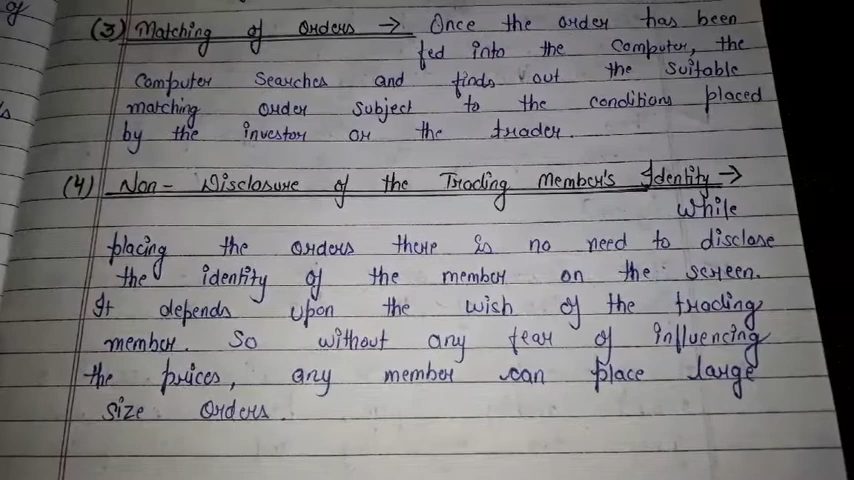 of
(3) Matching of Orders → Once the order has been
fed into the computer, the
computer searches and finds out the suitable
matching order subject to the conditions placed
by the investor or the trader.
(4) Non-Disclosure of the Trading Member's Identity →
While
placing the orders there is no need to disclose
the identity of the member on the screen.
It depends upon the wish of the trading
member. So without any fear of influencing
the prices, any member can place large
size orders.